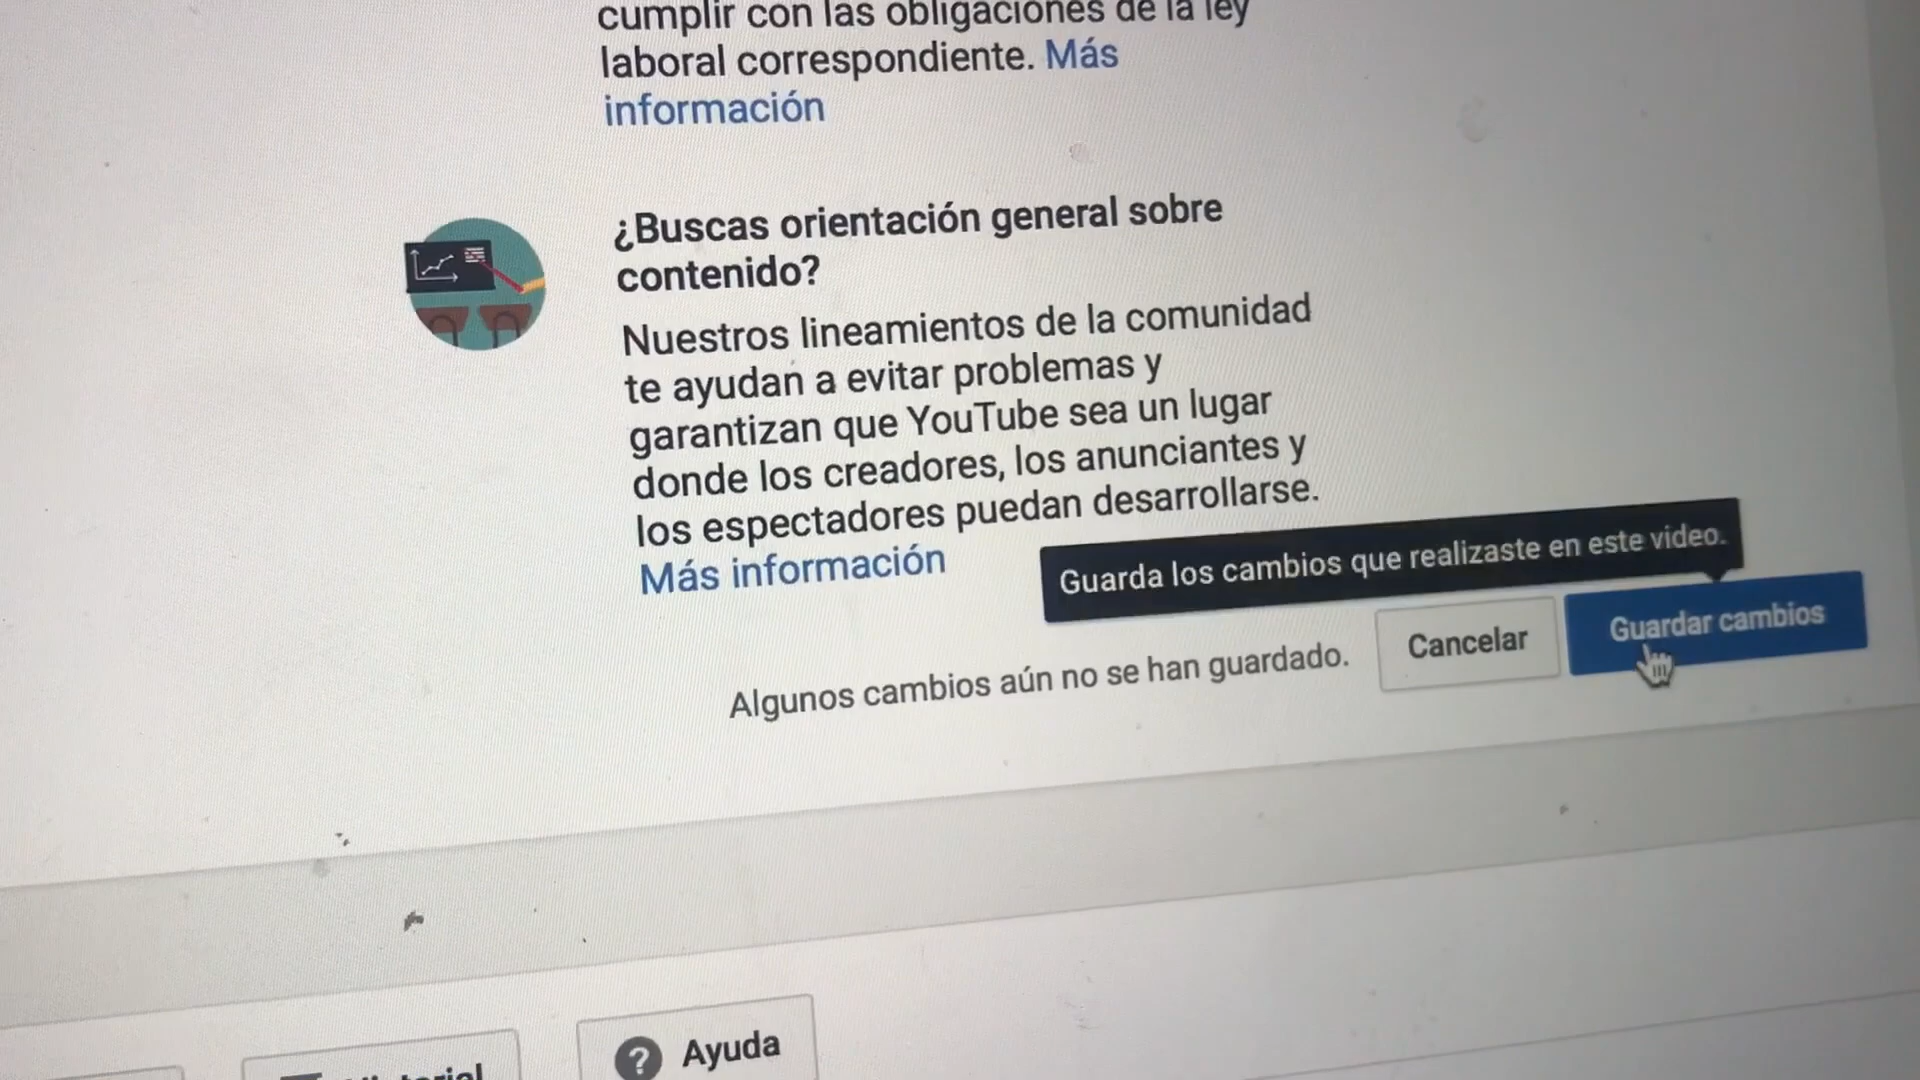 cumplir con las obligaciones de la ley
laboral correspondiente. Más
información
¿Buscas orientación general sobre
contenido?
Nuestros lineamientos de la comunidad
te ayudan a evitar problemas y
garantizan que YouTube sea un lugar
donde los creadores, los anunciantes y
los espectadores puedan desarrollarse.
Más información
Guarda los cambios que realizaste en este video.
Algunos cambios aún no se han guardado.
Cancelar
Guardar cambios
? Ayuda